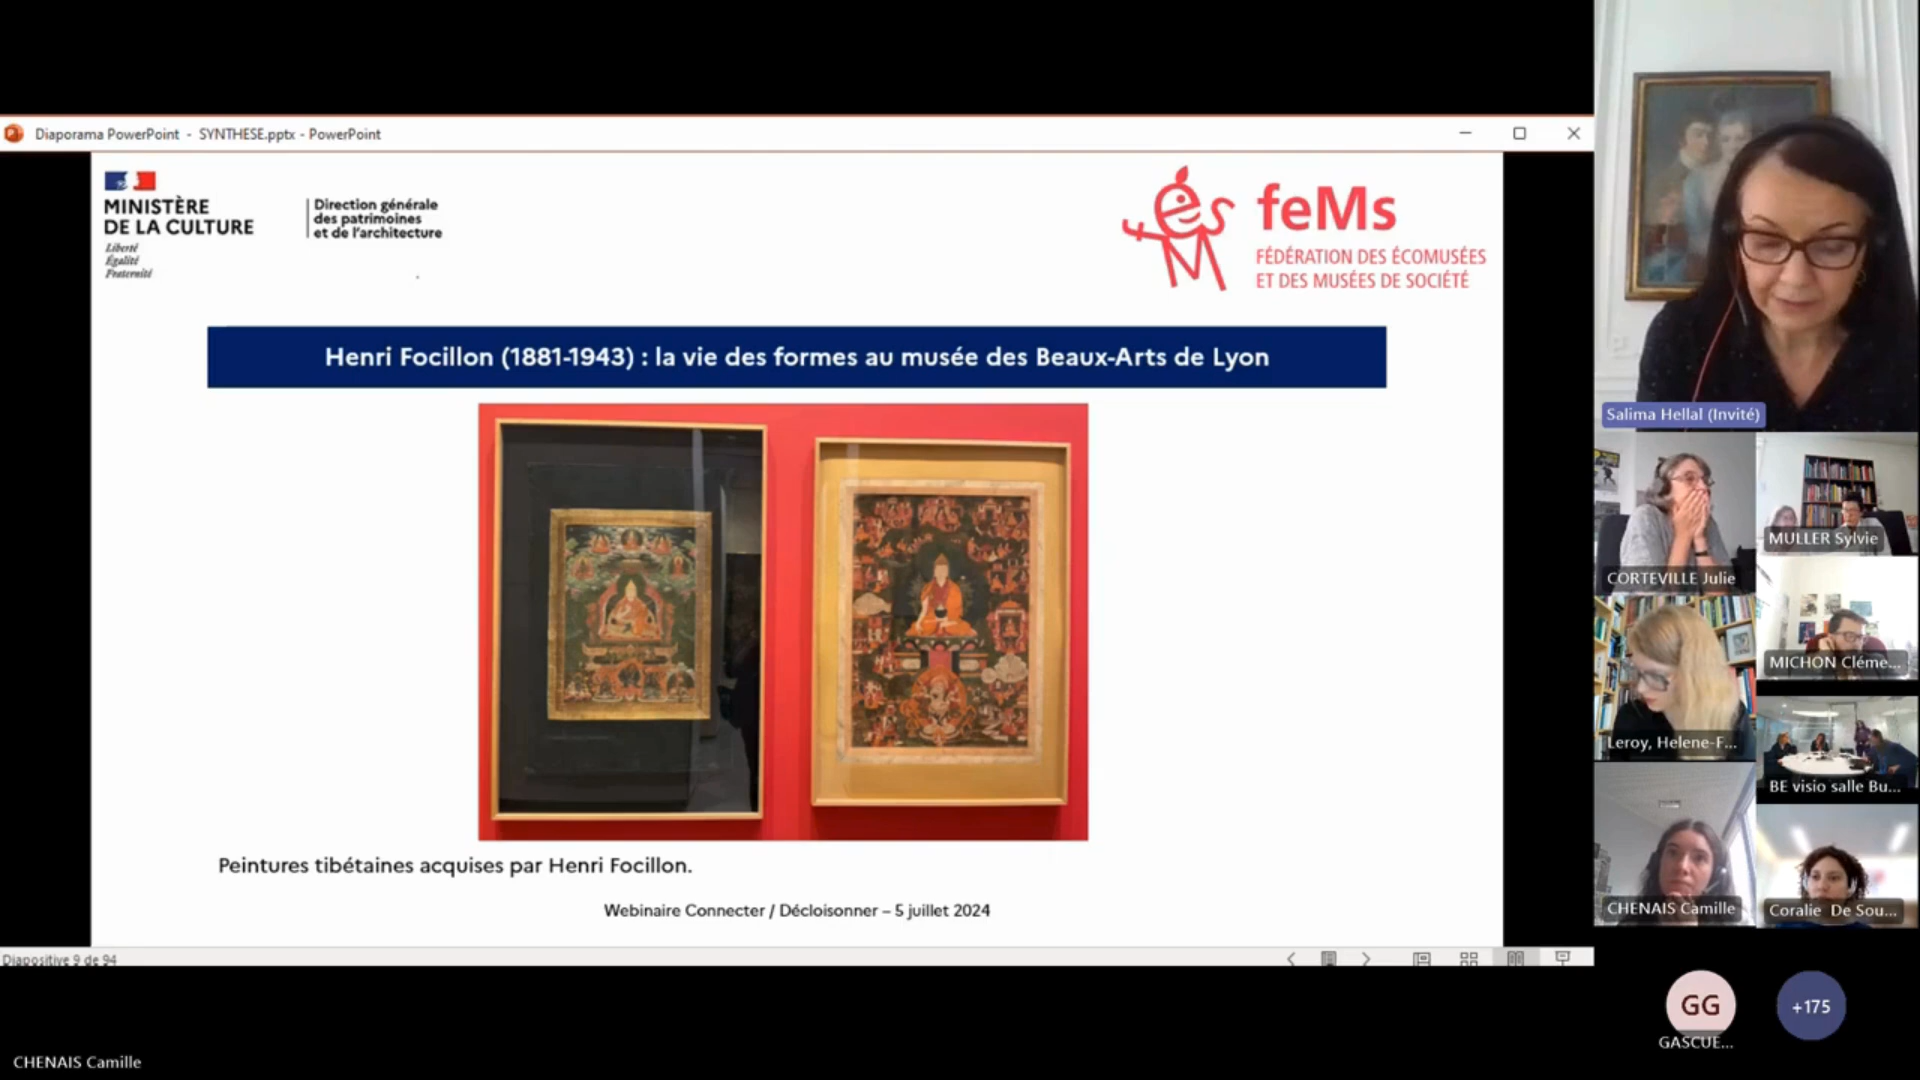 Diaporama PowerPoint - SYNTHESE.pptx - PowerPoint
MINISTÈRE
DE LA CULTURE
Liberté
Égalité
Fraternité
Direction générale
des patrimoines
et de l'architecture
feMs
FÉDÉRATION DES ÉCOMUSÉES
ET DES MUSÉES DE SOCIÉTÉ
Henri Focillon (1881-1943) : la vie des formes au musée des Beaux-Arts de Lyon
Peintures tibétaines acquises par Henri Focillon.
Webinaire Connecter / Décloisonner – 5 juillet 2024
Diapositive 9 de 94
Salima Hellal (Invité)
CORTEVILLE Julie
MULLER Sylvie
Leroy, Helene-F...
MICHON Cléme...
BE visio salle Bu...
CHENAIS Camille
Coralie De Sou...
GG
GASCUE...
+175
CHENAIS Camille